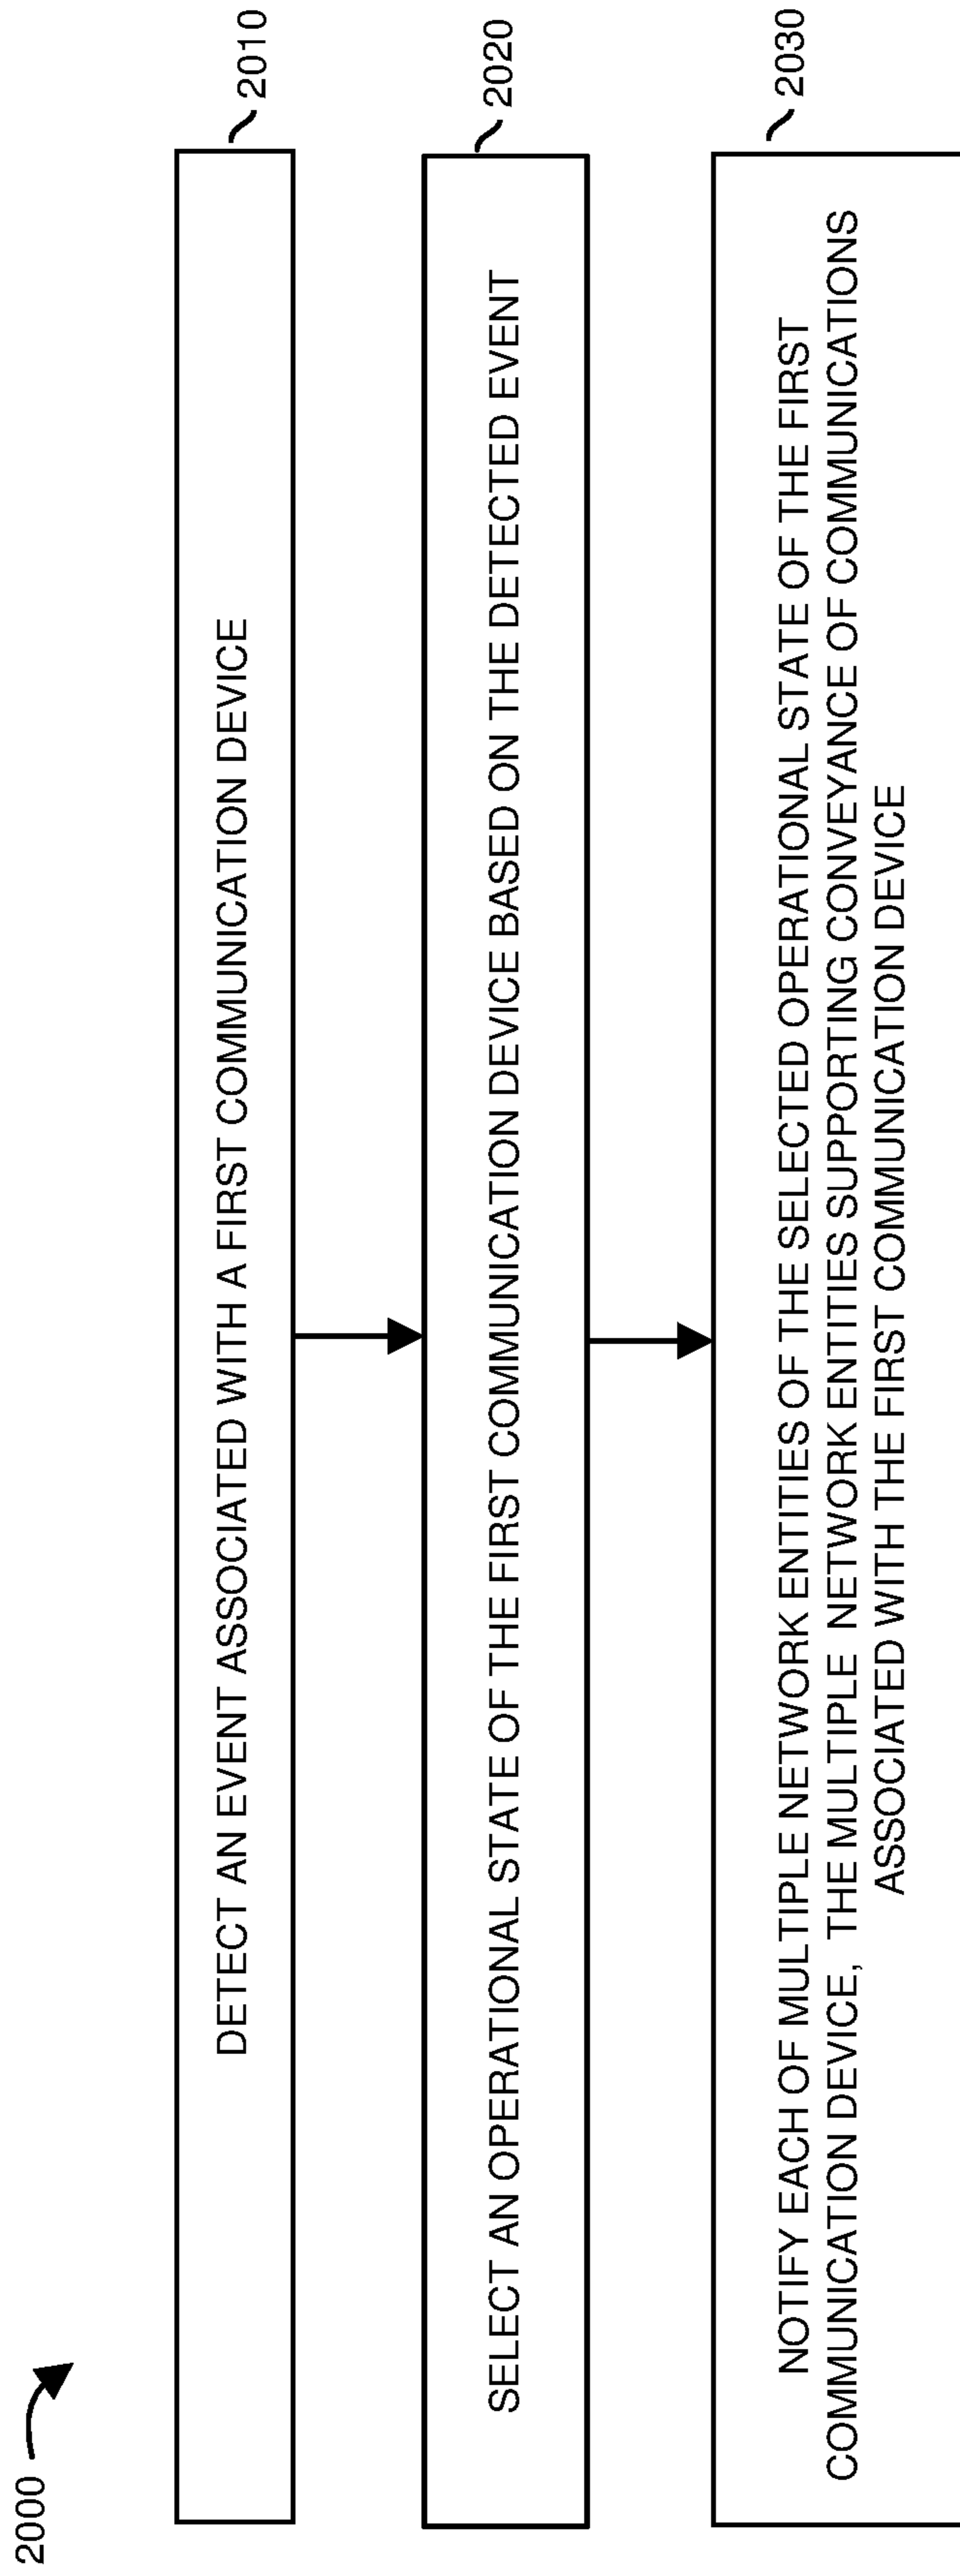 2000
DETECT AN EVENT ASSOCIATED WITH A FIRST COMMUNICATION DEVICE
2010
SELECT AN OPERATIONAL STATE OF THE FIRST COMMUNICATION DEVICE BASED ON THE DETECTED EVENT
2020
NOTIFY EACH OF MULTIPLE NETWORK ENTITIES OF THE SELECTED OPERATIONAL STATE OF THE FIRST
COMMUNICATION DEVICE, THE MULTIPLE NETWORK ENTITIES SUPPORTING CONVEYANCE OF COMMUNICATIONS
ASSOCIATED WITH THE FIRST COMMUNICATION DEVICE
2030